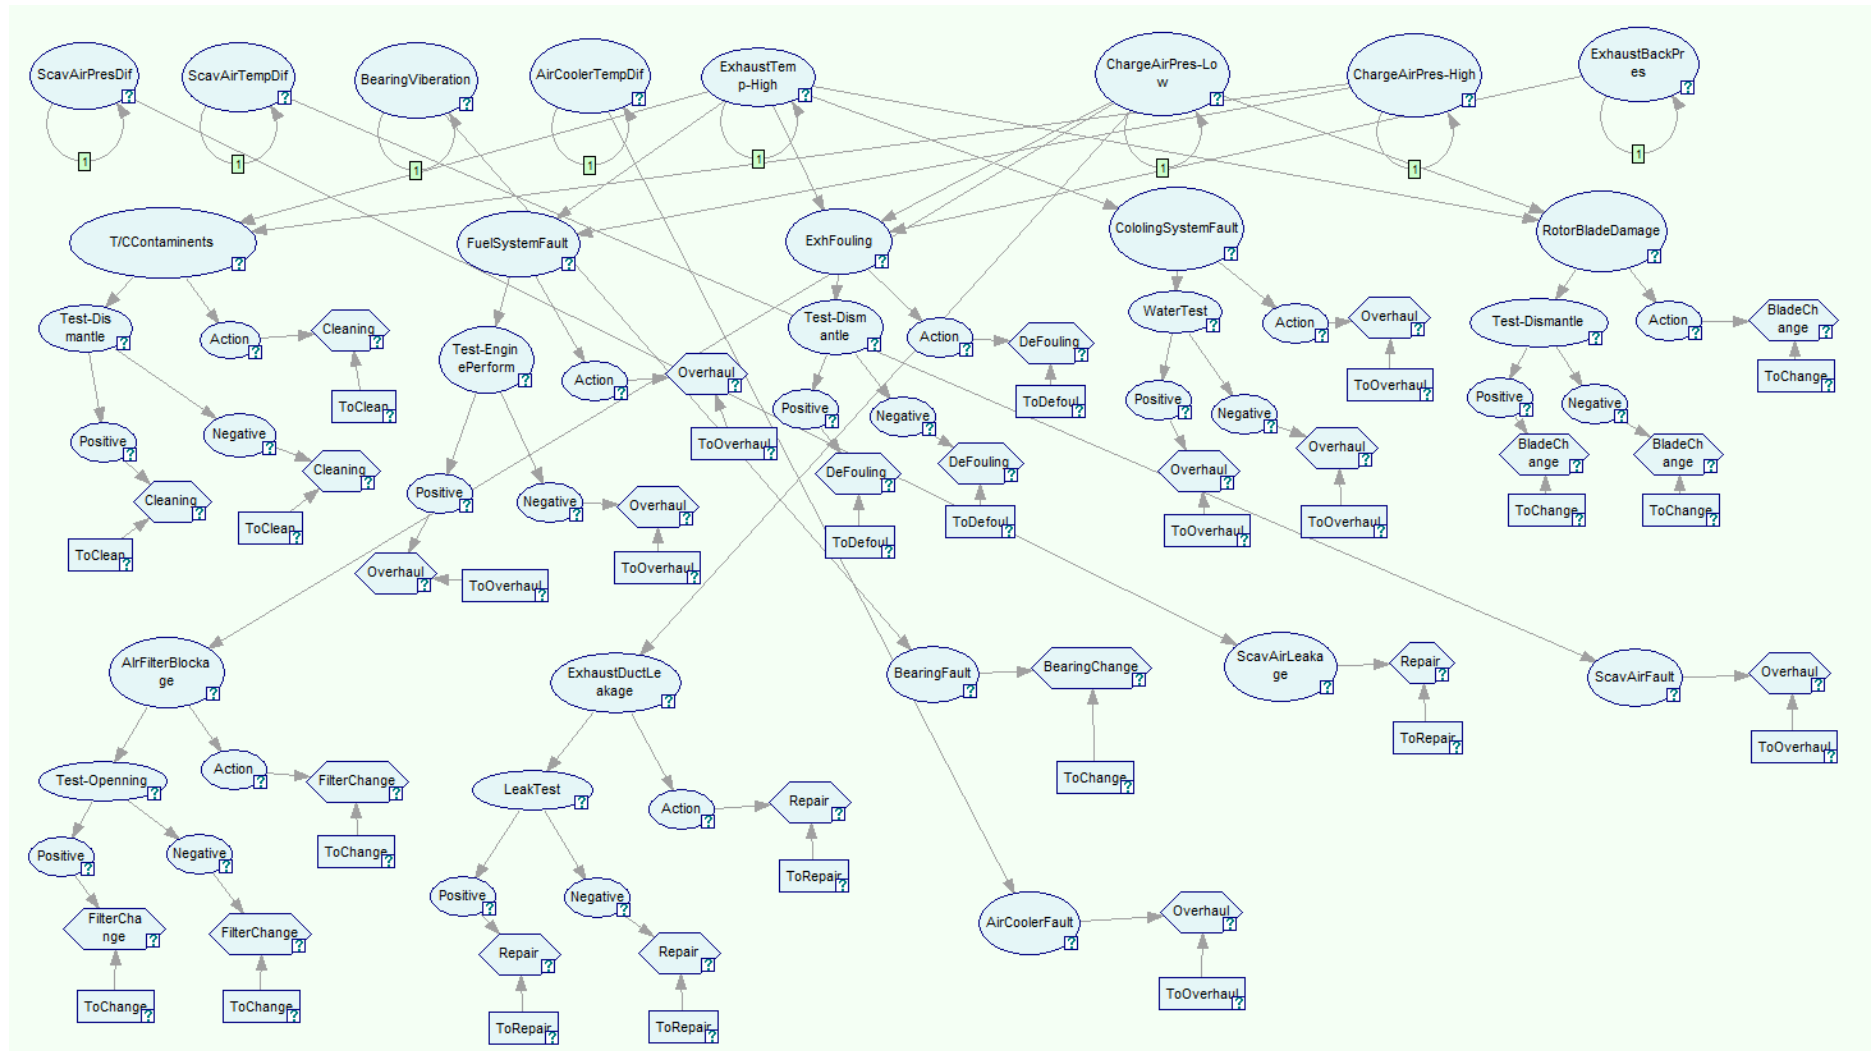 ScavAirPresDif
ScavAirTempDif
BearingViberation
AirCoolerTempDif
ExhaustTem
p-High
ChargeAirPres-Lo
w
ChargeAirPres-High
ExhaustBackPr
es
1
1
1
1
1
1
1
1
T/CContaminents
FuelSystemFault
ExhFouling
CololingSystemFault
RotorBladeDamage
Test-Dis
mantle
Action
Cleaning
ToClean
Positive
Negative
Cleaning
Cleaning
ToClean
ToClean
Test-Engin
ePerform
Action
Overhaul
ToOverhaul
Positive
Negative
Overhaul
Overhaul
ToOverhaul
ToOverhaul
Test-Dism
antle
Action
DeFouling
ToDefoul
Positive
Negative
DeFouling
DeFouling
ToDefoul
ToDefoul
WaterTest
Action
Overhaul
ToOverhaul
Positive
Negative
Overhaul
Overhaul
ToOverhaul
ToOverhaul
Test-Dismantle
Action
BladeCh
ange
ToChange
Positive
Negative
BladeCh
ange
BladeCh
ange
ToChange
ToChange
AIrFilterBlocka
ge
ExhaustDuctLe
akage
BearingFault
BearingChange
ToChange
ScavAirLeaka
ge
Repair
ToRepair
ScavAirFault
Overhaul
ToOverhaul
Test-Openning
Action
FilterChange
ToChange
Positive
Negative
FilterCha
nge
FilterChange
ToChange
ToChange
LeakTest
Action
Repair
ToRepair
Positive
Negative
Repair
Repair
ToRepair
ToRepair
AirCoolerFault
Overhaul
ToOverhaul